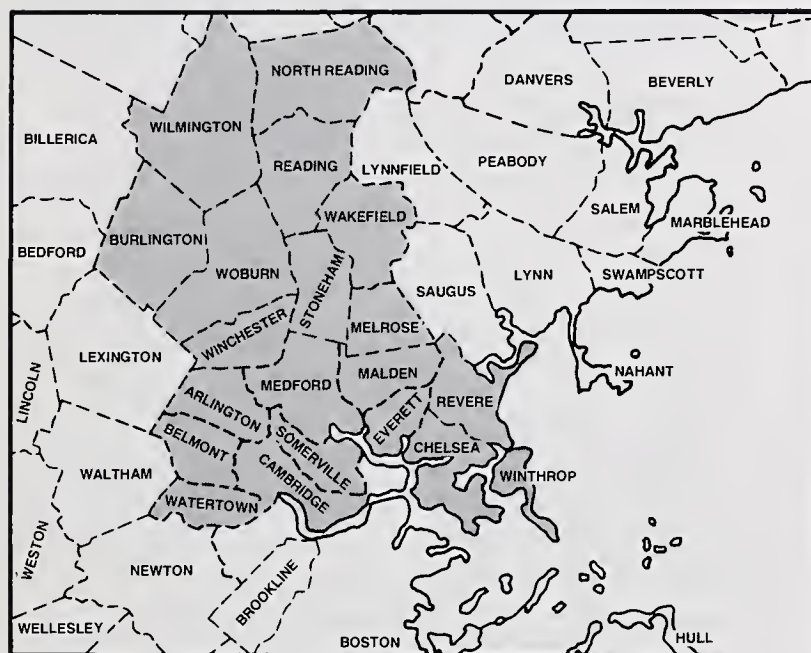 NORTH READING
DANVERS
BEVERLY
WILMINGTON
BILLERICA
READING
LYNNFIELD
PEABODY
SALEM
WAKEFIELD
MARBLEHEAD
BURLINGTON
BEDFORD
WOBURN
STONEHAM
SAUGUS
LYNN
SWAMPSCOTT
WINCHESTER
MELROSE
LEXINGTON
LINCOLN
MEDFORD
MALDEN
NAHANT
ARLINGTON
EVERETT
REVERE
BELMONT
SOMERVILLE
CHELSEA
WALTHAM
CAMBRIDGE
WINTHROP
WATERTOWN
WESTON
NEWTON
BROOKLINE
WELLESLEY
BOSTON
HULL